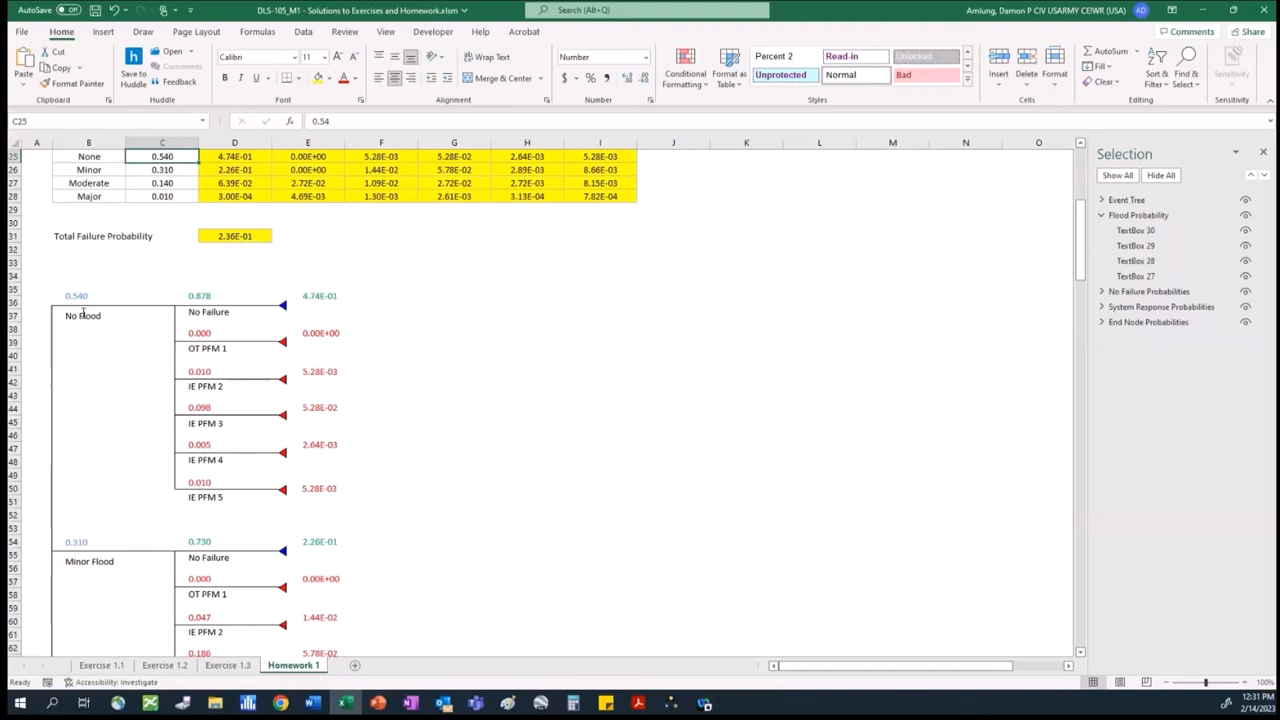 AutoSave Off DLS-105_M1 - Solutions to Exercises and Homework.xlsm Search (Alt+Q) Amlung, Damon P CIV USARMY CEIWR (USA) AD
File Home Insert Draw Page Layout Formulas Data Review View Developer Help Acrobat Comments Share
Paste Cut Copy Format Painter Clipboard
Save to Huddle Open Comments Feedback Huddle
Calibri 11 B I U Font
Wrap Text Merge & Center Alignment
Number $ % Number
Conditional Formatting Format as Table
Percent 2 Read-in Unlocked
Unprotected Normal Bad
Styles
Insert Delete Format Cells
AutoSum Fill Clear Sort & Filter Find & Select Editing
Sensitivity Sensitivity
C25 fx 0.54
A B C D E F G H I J K L M N O
25 None 0.540 4.74E-01 0.00E+00 5.28E-03 5.28E-02 2.64E-03 5.28E-03
26 Minor 0.310 2.26E-01 0.00E+00 1.44E-02 5.78E-02 2.89E-03 8.66E-03
27 Moderate 0.140 6.39E-02 2.72E-02 1.09E-02 2.72E-02 2.72E-03 8.15E-03
28 Major 0.010 3.00E-04 4.69E-03 1.30E-03 2.61E-03 3.13E-04 7.82E-04
29
30
31 Total Failure Probability 2.36E-01
32
33
34
35 0.540 0.878 4.74E-01
36
37 No Flood No Failure
38 0.000 0.00E+00
39 OT PFM 1
40
41 0.010 5.28E-03
42 IE PFM 2
43
44 0.098 5.28E-02
45 IE PFM 3
46
47 0.005 2.64E-03
48 IE PFM 4
49 0.010 5.28E-03
50
51 IE PFM 5
52
53
54 0.310 0.730 2.26E-01
55 Minor Flood No Failure
56
57 0.000 0.00E+00
58 OT PFM 1
59
60 0.047 1.44E-02
61 IE PFM 2
62 0.186 5.78E-02
Selection
Show All Hide All
Event Tree
Flood Probability
TextBox 30
TextBox 29
TextBox 28
TextBox 27
No Failure Probabilities
System Response Probabilities
End Node Probabilities
Exercise 1.1 Exercise 1.2 Exercise 1.3 Homework 1
Ready Accessibility: Investigate 100%
12:31 PM
2/14/2023